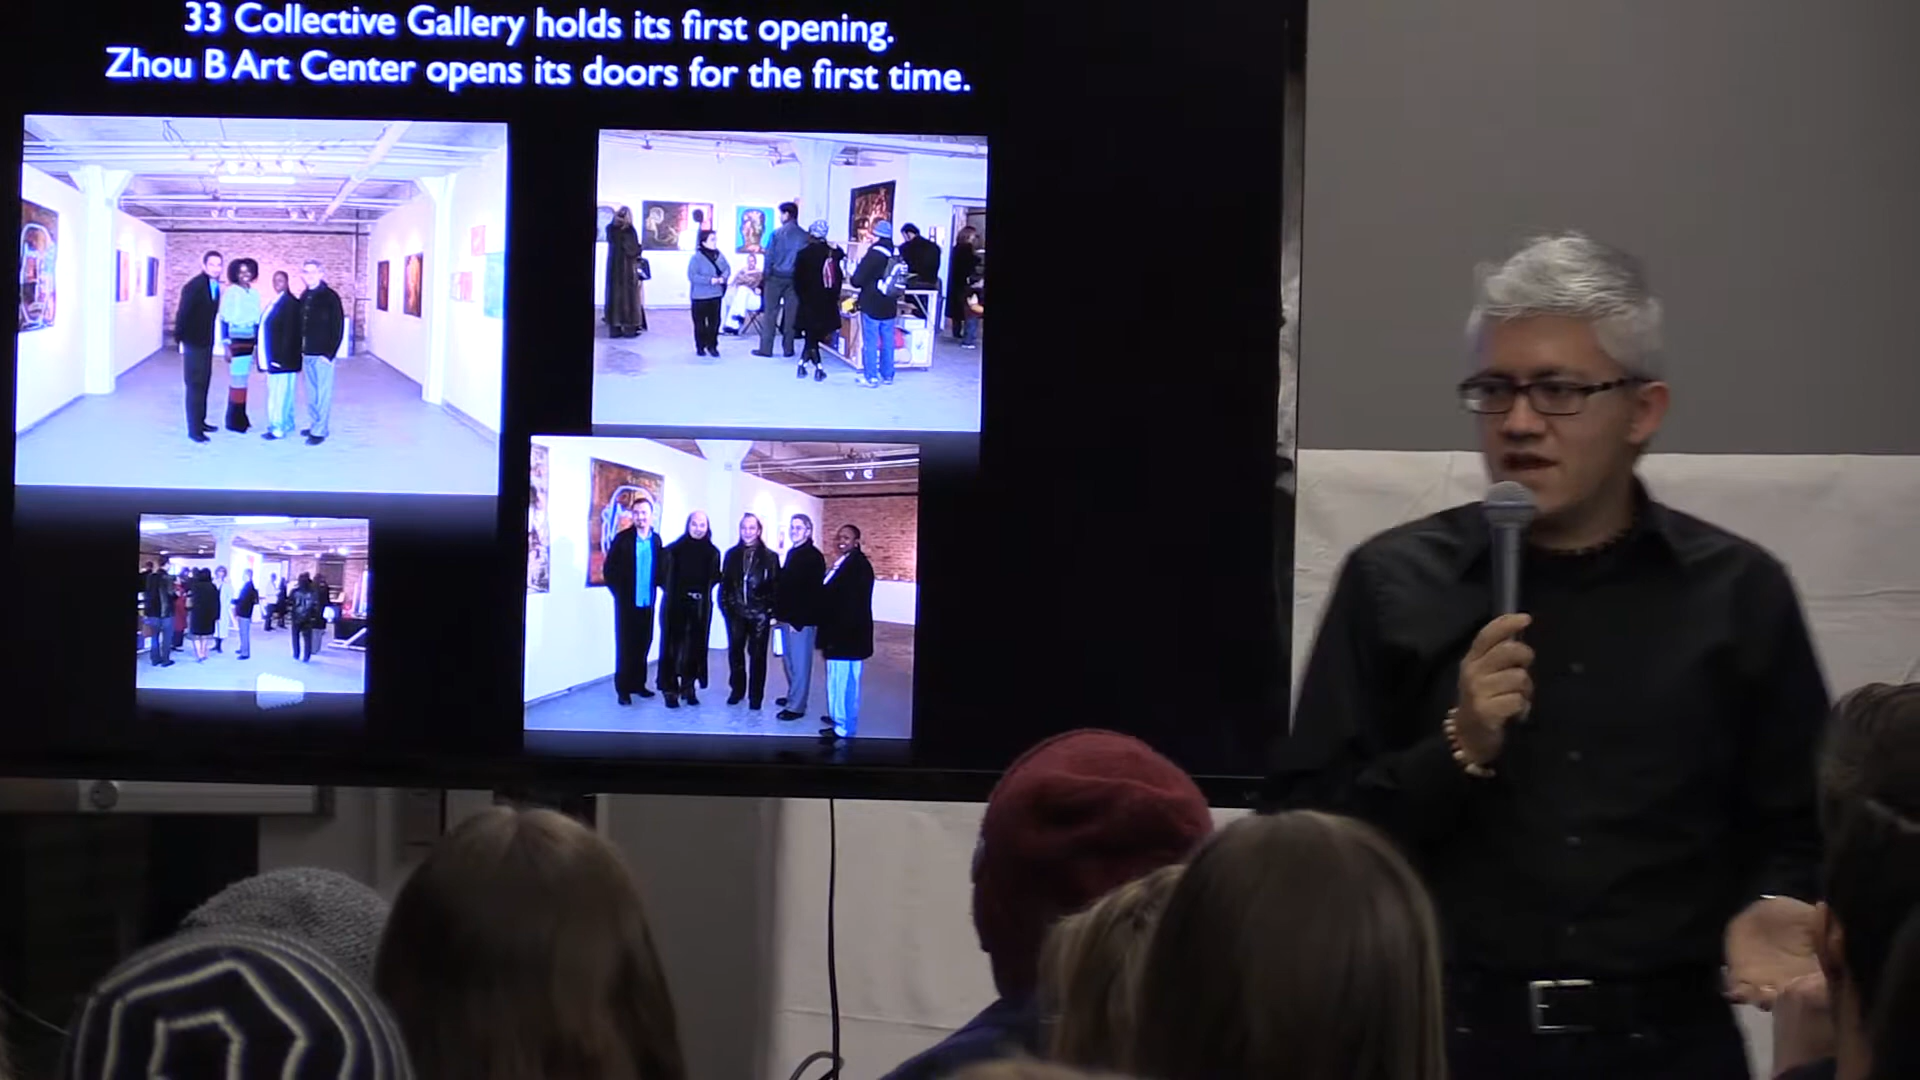 33 Collective Gallery holds its first opening.
Zhou B Art Center opens its doors for the first time.